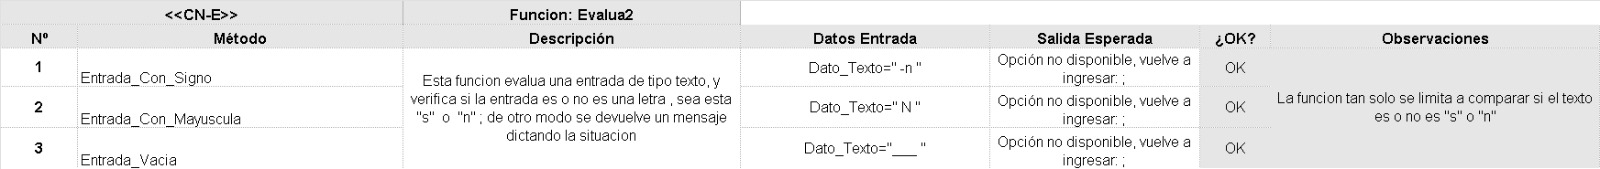 <<CN-E>> Funcion: Evalua2
Nº Método Descripción Datos Entrada Salida Esperada ¿OK? Observaciones
1 Entrada_Con_Signo
Esta funcion evalua una entrada de tipo texto, y
verifica si la entrada es o no es una letra , sea esta
"s" o "n" ; de otro modo se devuelve un mensaje
dictando la situacion
Dato_Texto=" -n "
Opción no disponible, vuelve a
ingresar: ;
OK
La funcion tan solo se limita a comparar si el texto
es o no es "s" o "n"
2 Entrada_Con_Mayuscula
Dato_Texto=" N "
Opción no disponible, vuelve a
ingresar: ;
OK
3 Entrada_Vacia
Dato_Texto="___ "
Opción no disponible, vuelve a
ingresar: ;
OK